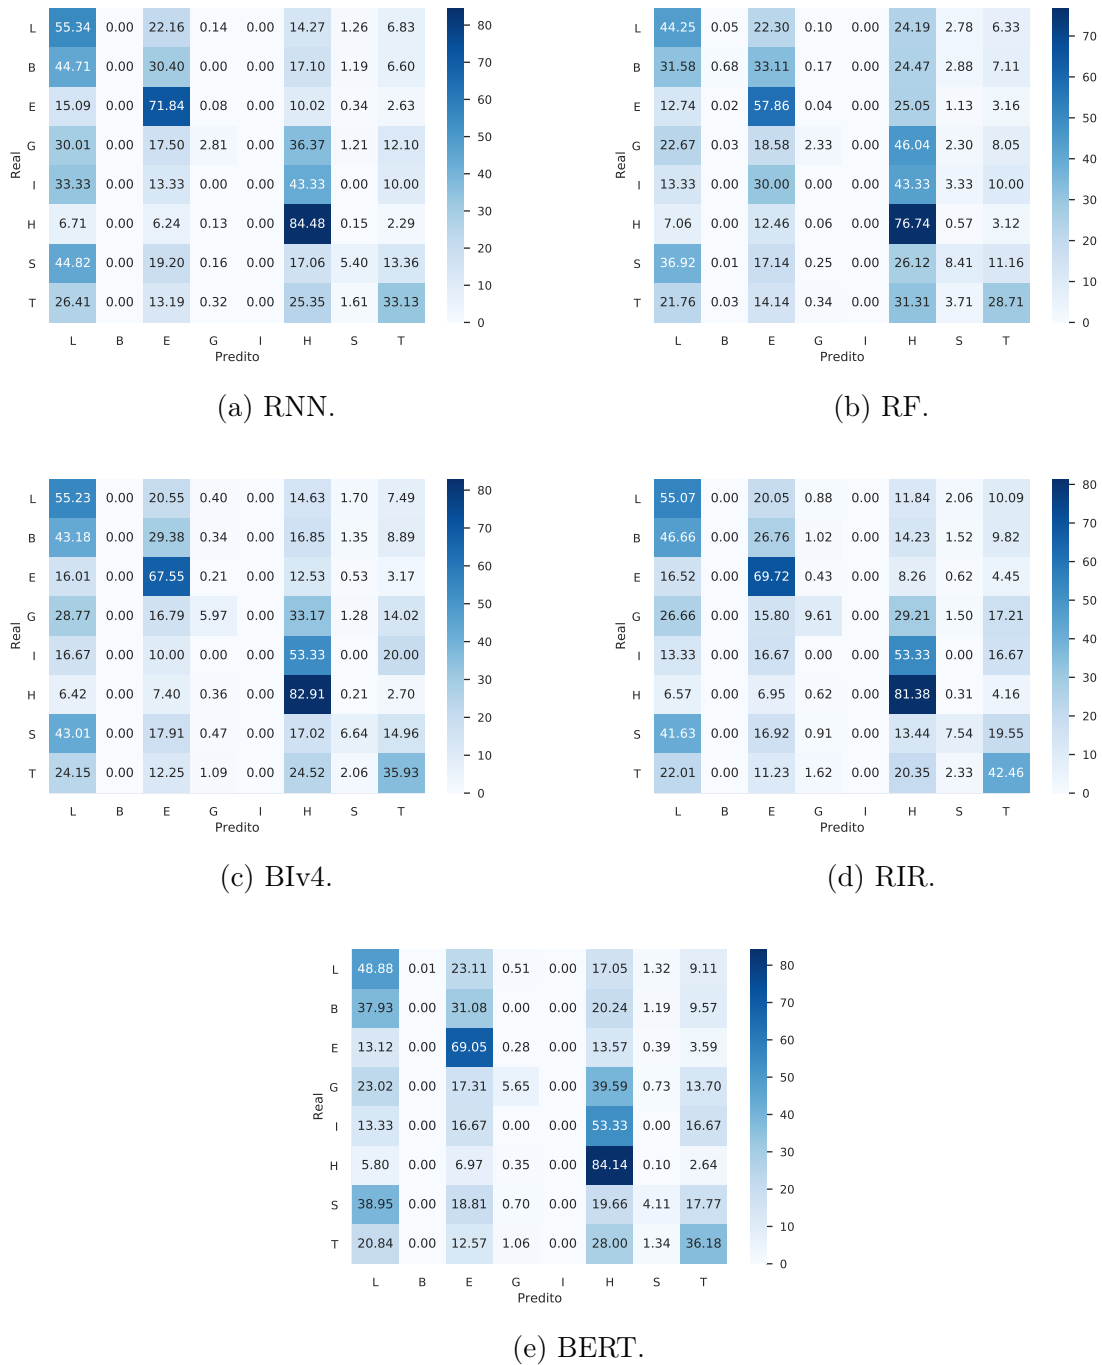 L 55.34 0.00 22.16 0.14 0.00 14.27 1.26 6.83
B 44.71 0.00 30.40 0.00 0.00 17.10 1.19 6.60
E 15.09 0.00 71.84 0.08 0.00 10.02 0.34 2.63
G 30.01 0.00 17.50 2.81 0.00 36.37 1.21 12.10
I 33.33 0.00 13.33 0.00 0.00 43.33 0.00 10.00
H 6.71 0.00 6.24 0.13 0.00 84.48 0.15 2.29
S 44.82 0.00 19.20 0.16 0.00 17.06 5.40 13.36
T 26.41 0.00 13.19 0.32 0.00 25.35 1.61 33.13
L B E G I H S T
Real
Predito
80
70
60
50
40
30
20
10
0
(a) RNN.
L 44.25 0.05 22.30 0.10 0.00 24.19 2.78 6.33
B 31.58 0.68 33.11 0.17 0.00 24.47 2.88 7.11
E 12.74 0.02 57.86 0.04 0.00 25.05 1.13 3.16
G 22.67 0.03 18.58 2.33 0.00 46.04 2.30 8.05
I 13.33 0.00 30.00 0.00 0.00 43.33 3.33 10.00
H 7.06 0.00 12.46 0.06 0.00 76.74 0.57 3.12
S 36.92 0.01 17.14 0.25 0.00 26.12 8.41 11.16
T 21.76 0.03 14.14 0.34 0.00 31.31 3.71 28.71
L B E G I H S T
Real
Predito
70
60
50
40
30
20
10
0
(b) RF.
L 55.23 0.00 20.55 0.40 0.00 14.63 1.70 7.49
B 43.18 0.00 29.38 0.34 0.00 16.85 1.35 8.89
E 16.01 0.00 67.55 0.21 0.00 12.53 0.53 3.17
G 28.77 0.00 16.79 5.97 0.00 33.17 1.28 14.02
I 16.67 0.00 10.00 0.00 0.00 53.33 0.00 20.00
H 6.42 0.00 7.40 0.36 0.00 82.91 0.21 2.70
S 43.01 0.00 17.91 0.47 0.00 17.02 6.64 14.96
T 24.15 0.00 12.25 1.09 0.00 24.52 2.06 35.93
L B E G I H S T
Real
Predito
80
70
60
50
40
30
20
10
0
(c) BIv4.
L 55.07 0.00 20.05 0.88 0.00 11.84 2.06 10.09
B 46.66 0.00 26.76 1.02 0.00 14.23 1.52 9.82
E 16.52 0.00 69.72 0.43 0.00 8.26 0.62 4.45
G 26.66 0.00 15.80 9.61 0.00 29.21 1.50 17.21
I 13.33 0.00 16.67 0.00 0.00 53.33 0.00 16.67
H 6.57 0.00 6.95 0.62 0.00 81.38 0.31 4.16
S 41.63 0.00 16.92 0.91 0.00 13.44 7.54 19.55
T 22.01 0.00 11.23 1.62 0.00 20.35 2.33 42.46
L B E G I H S T
Real
Predito
80
70
60
50
40
30
20
10
0
(d) RIR.
L 48.88 0.01 23.11 0.51 0.00 17.05 1.32 9.11
B 37.93 0.00 31.08 0.00 0.00 20.24 1.19 9.57
E 13.12 0.00 69.05 0.28 0.00 13.57 0.39 3.59
G 23.02 0.00 17.31 5.65 0.00 39.59 0.73 13.70
I 13.33 0.00 16.67 0.00 0.00 53.33 0.00 16.67
H 5.80 0.00 6.97 0.35 0.00 84.14 0.10 2.64
S 38.95 0.00 18.81 0.70 0.00 19.66 4.11 17.77
T 20.84 0.00 12.57 1.06 0.00 28.00 1.34 36.18
L B E G I H S T
Real
Predito
80
70
60
50
40
30
20
10
0
(e) BERT.